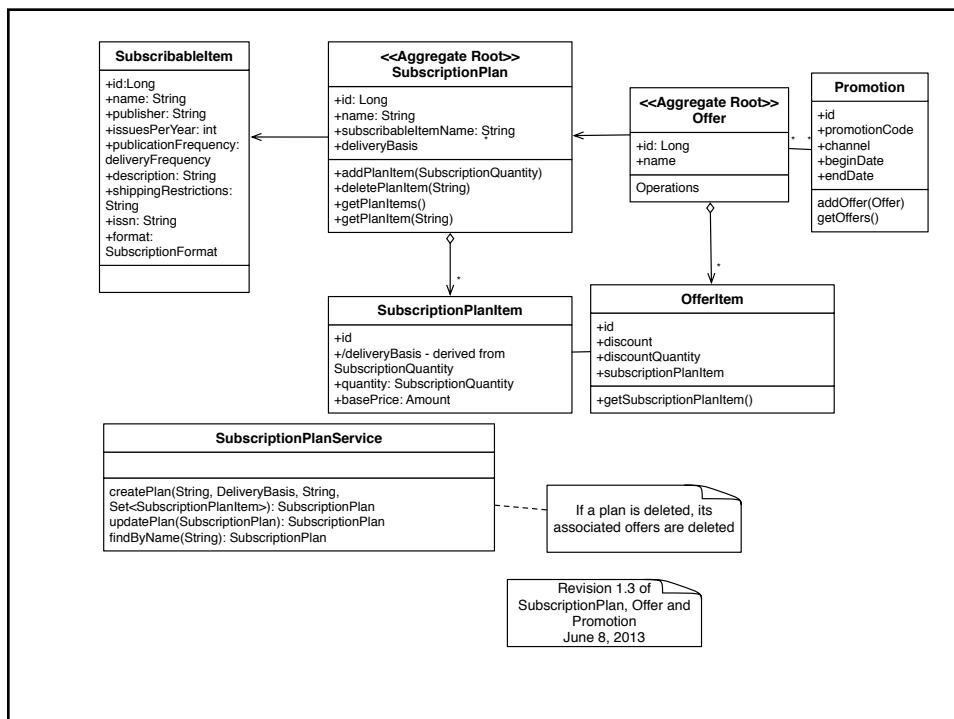 SubscribableItem
+id:Long
+name: String
+publisher: String
+issuesPerYear: int
+publicationFrequency:
deliveryFrequency
+description: String
+shippingRestrictions:
String
+issn: String
+format:
SubscriptionFormat
<<Aggregate Root>>
SubscriptionPlan
+id: Long
+name: String
+subscribableItemName: String
+deliveryBasis
*
+addPlanItem(SubscriptionQuantity)
+deletePlanItem(String)
+getPlanItems()
+getPlanItem(String)
<<Aggregate Root>>
Offer
+id: Long
+name
Operations
* *
Promotion
+id
+promotionCode
+channel
+beginDate
+endDate
addOffer(Offer)
getOffers()
*
*
SubscriptionPlanItem
+id
+/deliveryBasis - derived from
SubscriptionQuantity
+quantity: SubscriptionQuantity
+basePrice: Amount
OfferItem
+id
+discount
+discountQuantity
+subscriptionPlanItem
+getSubscriptionPlanItem()
SubscriptionPlanService
createPlan(String, DeliveryBasis, String,
Set<SubscriptionPlanItem>): SubscriptionPlan
updatePlan(SubscriptionPlan): SubscriptionPlan
findByName(String): SubscriptionPlan
If a plan is deleted, its
associated offers are deleted
Revision 1.3 of
SubscriptionPlan, Offer and
Promotion
June 8, 2013